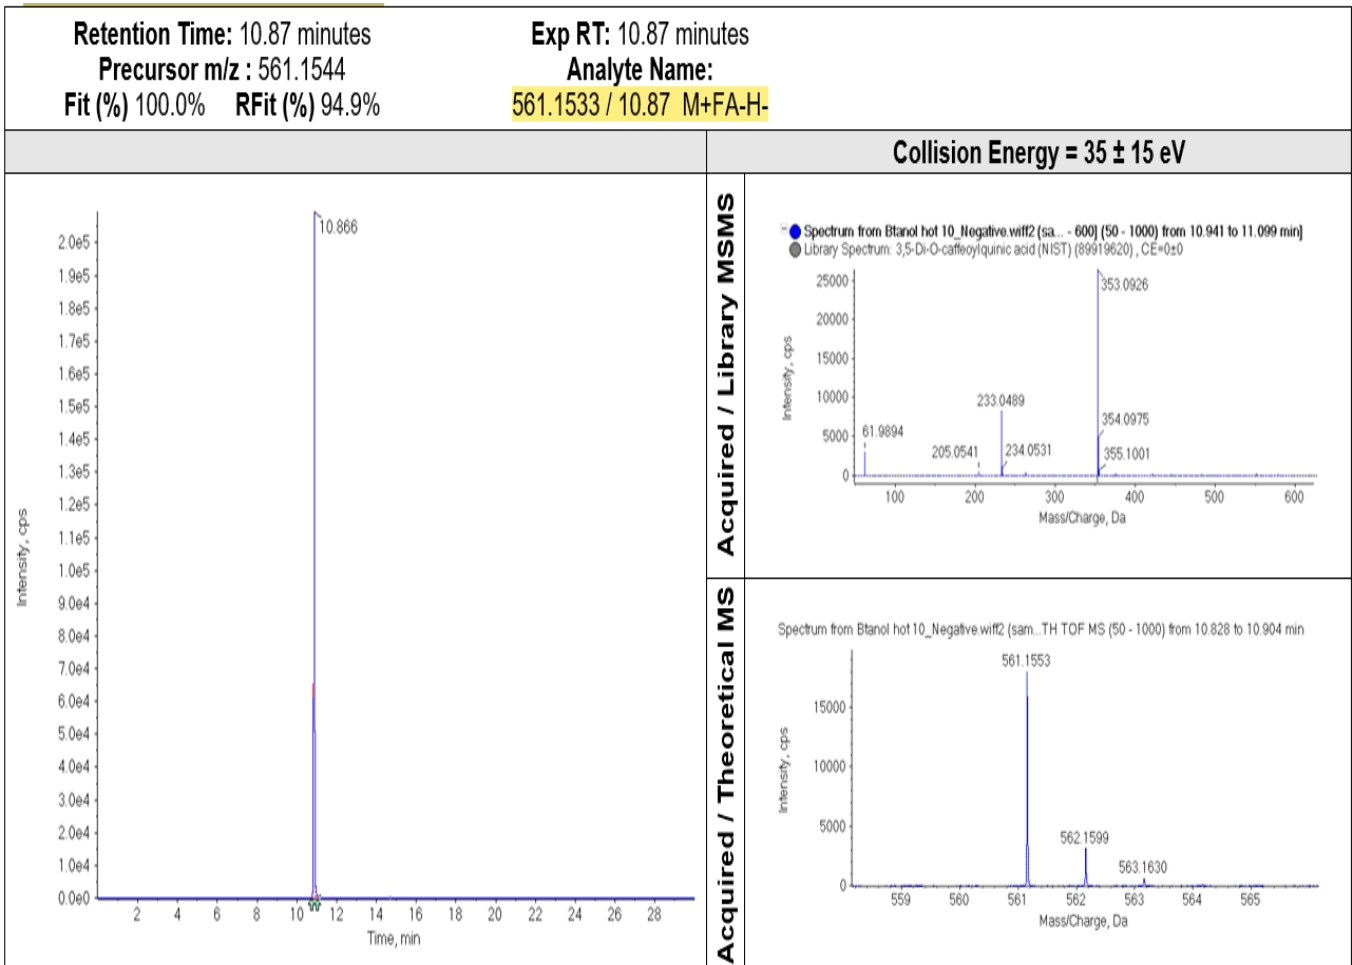 Retention Time: 10.87 minutes
Precursor m/z : 561.1544
Fit (%) 100.0% RFit (%) 94.9%
Exp RT: 10.87 minutes
Analyte Name:
561.1533 / 10.87 M+FA-H-
Collision Energy = 35 ± 15 eV
10.866
2.0e5
1.9e5
1.8e5
1.7e5
1.6e5
1.5e5
1.4e5
1.3e5
1.2e5
1.1e5
1.0e5
9.0e4
8.0e4
7.0e4
6.0e4
5.0e4
4.0e4
3.0e4
2.0e4
1.0e4
0.0e0
Intensity, cps
2 4 6 8 10 12 14 16 18 20 22 24 26 28
Time, min
Acquired / Library MSMS
Spectrum from Btanol hot 10_Negative.wiff2 (sa... - 600] (50 - 1000) from 10.941 to 11.099 min]
Library Spectrum: 3,5-Di-O-caffeoylquinic acid (NIST) (89919620) , CE=0±0
25000
20000
15000
10000
5000
0
Intensity, cps
353.0926
233.0489
354.0975
61.9894
205.0541
234.0531
355.1001
100 200 300 400 500 600
Mass/Charge, Da
Acquired / Theoretical MS
Spectrum from Btanol hot 10_Negative.wiff2 (sam...TH TOF MS (50 - 1000) from 10.828 to 10.904 min
561.1553
15000
10000
5000
0
Intensity, cps
562.1599
563.1630
559 560 561 562 563 564 565
Mass/Charge, Da